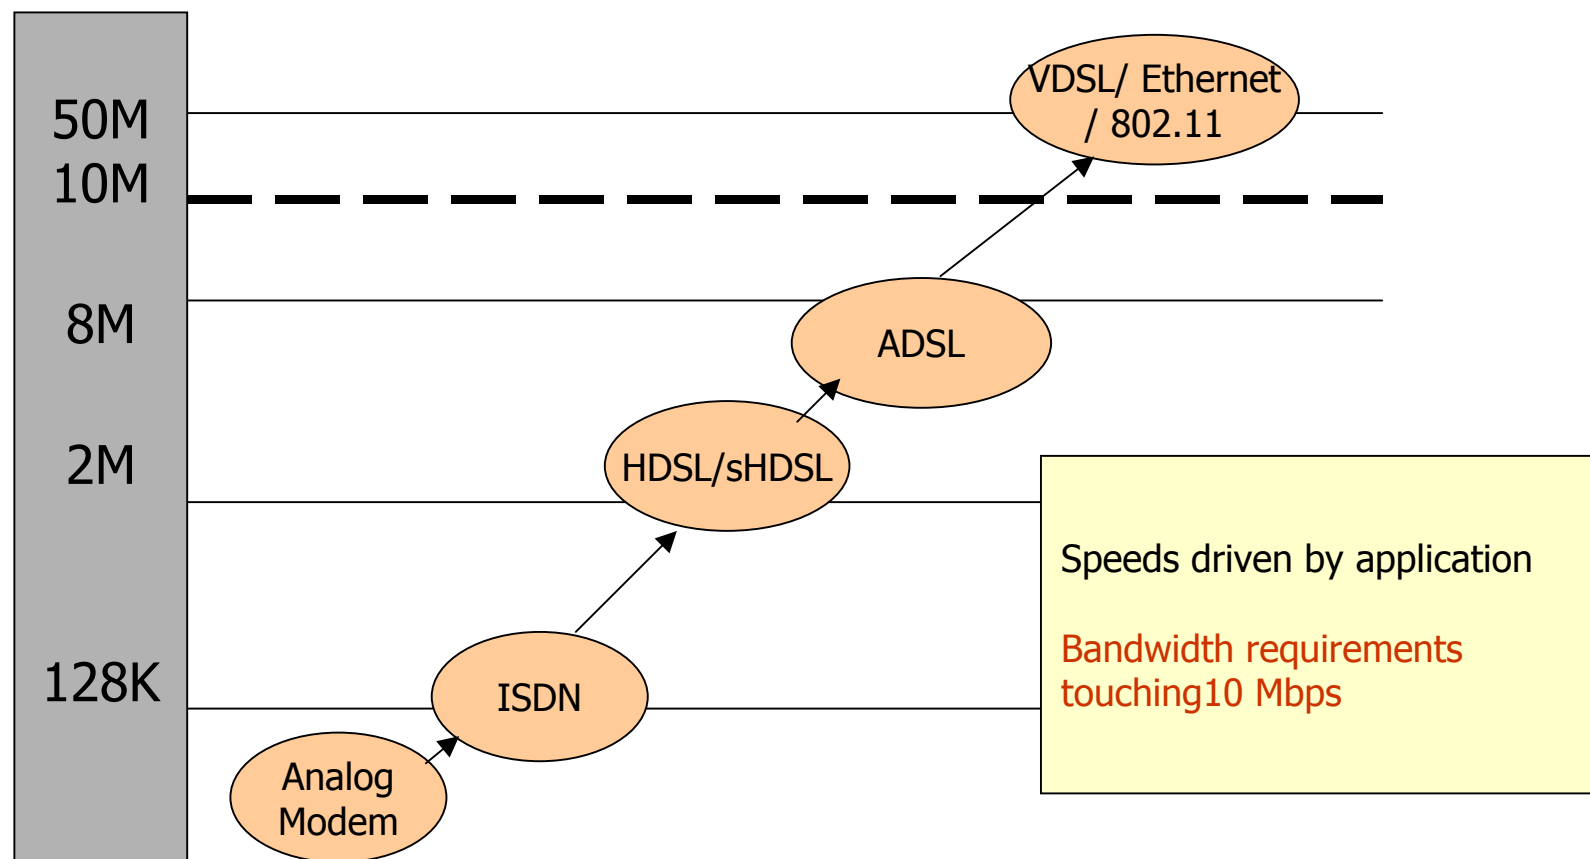 50M
10M
8M
2M
128K
VDSL/ Ethernet
/ 802.11
ADSL
HDSL/sHDSL
ISDN
Analog
Modem
Speeds driven by application
Bandwidth requirements
touching10 Mbps